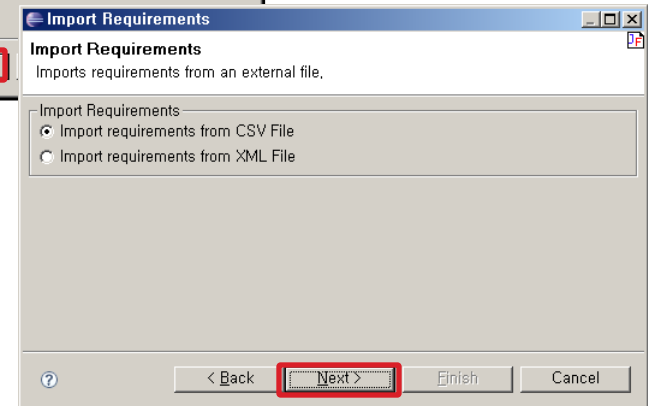 Import Requirements
Import Requirements
Imports requirements from an external file,
Import Requirements
Import requirements from CSV File
Import requirements from XML File
< Back Next > Finish Cancel